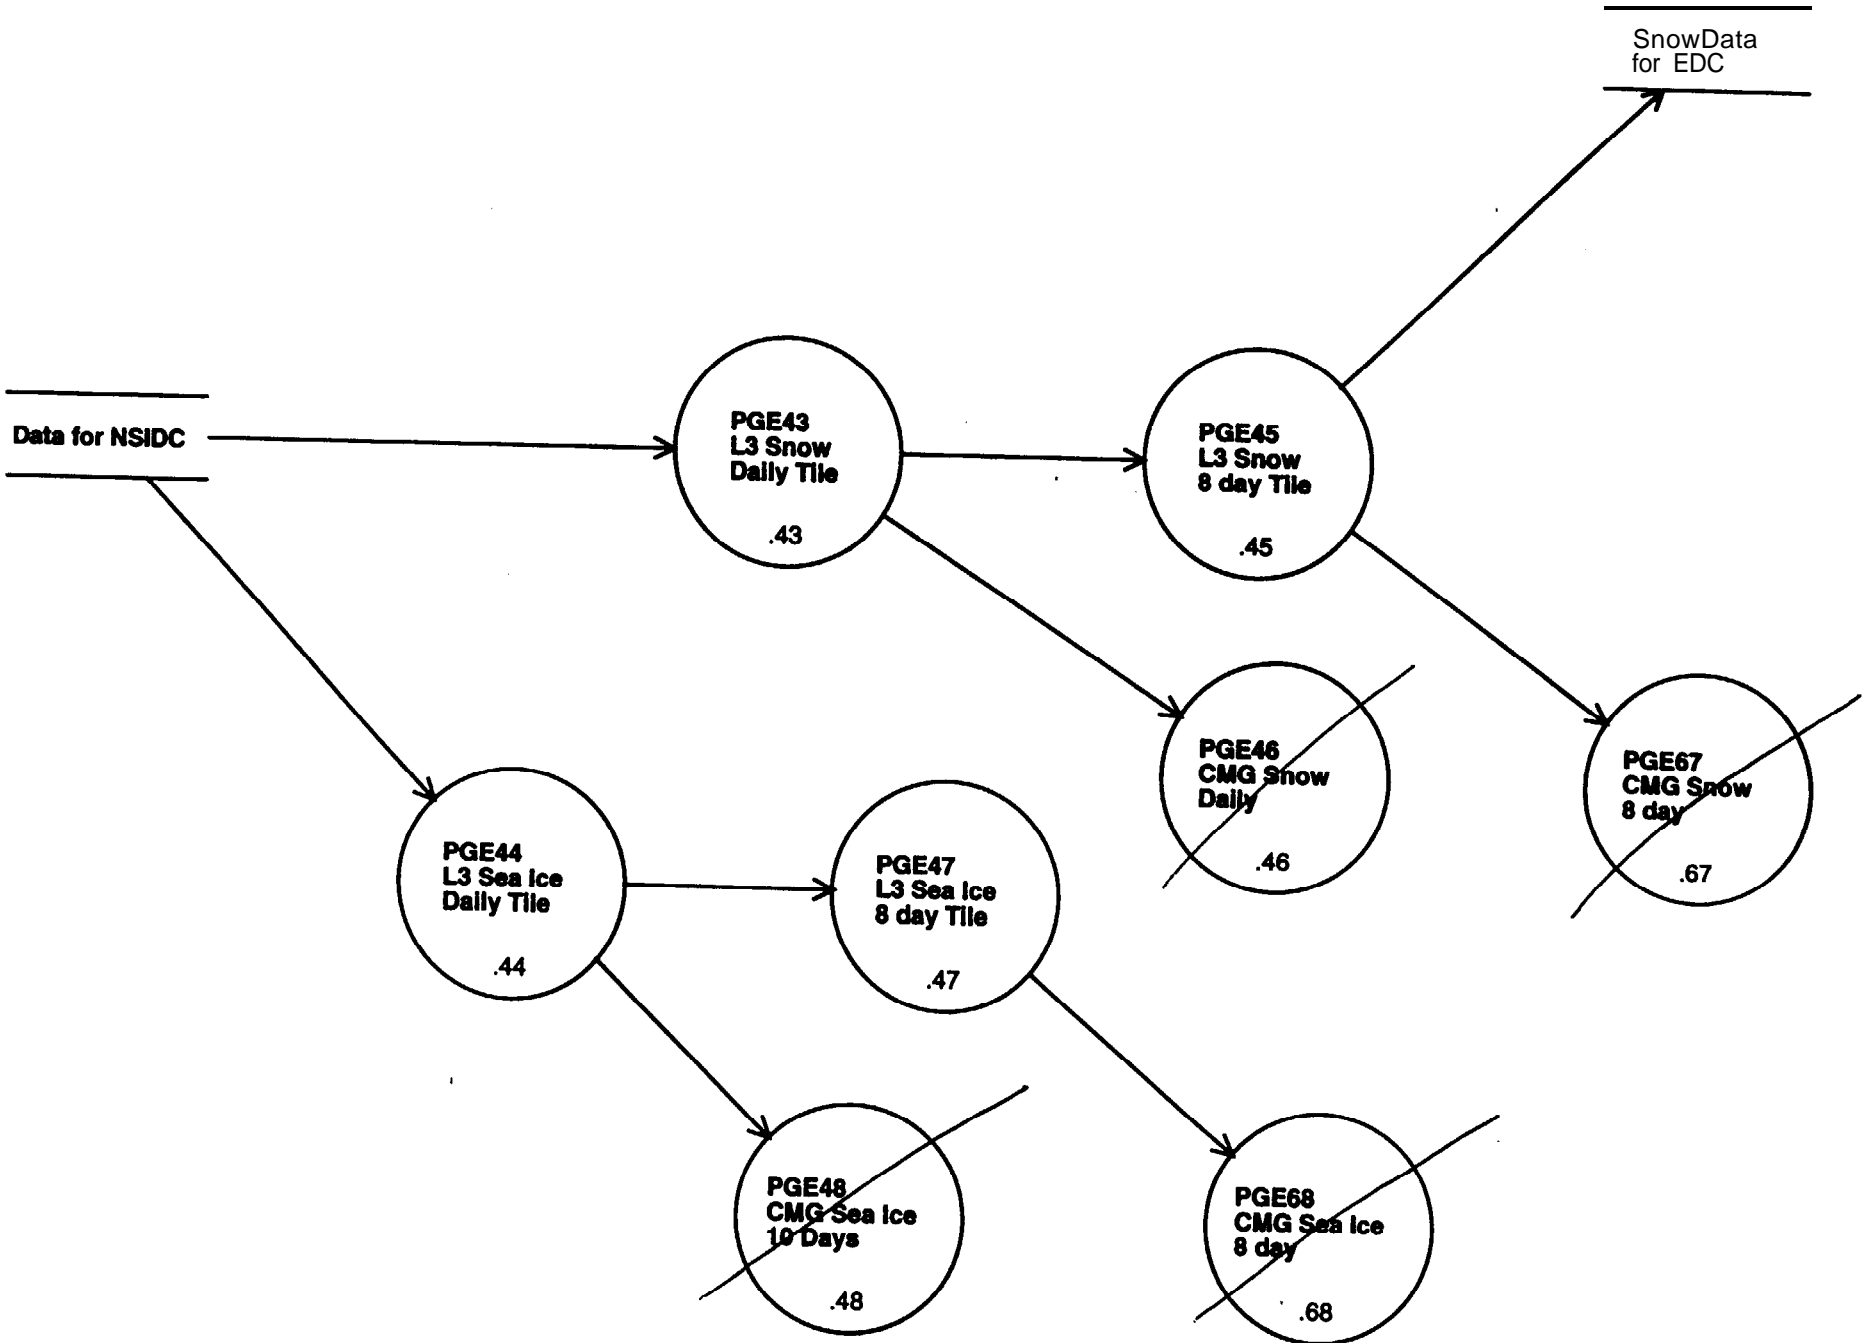 SnowData
for EDC
Data for NSIDC
PGE43
L3 Snow
Daily Tile
.43
PGE45
L3 Snow
8 day Tile
.45
PGE46
CMG Snow
Daily
.46
PGE67
CMG Snow
8 day
.67
PGE44
L3 Sea Ice
Daily Tile
.44
PGE47
L3 Sea Ice
8 day Tile
.47
PGE48
CMG Sea Ice
10 Days
.48
PGE68
CMG Sea Ice
8 day
.68